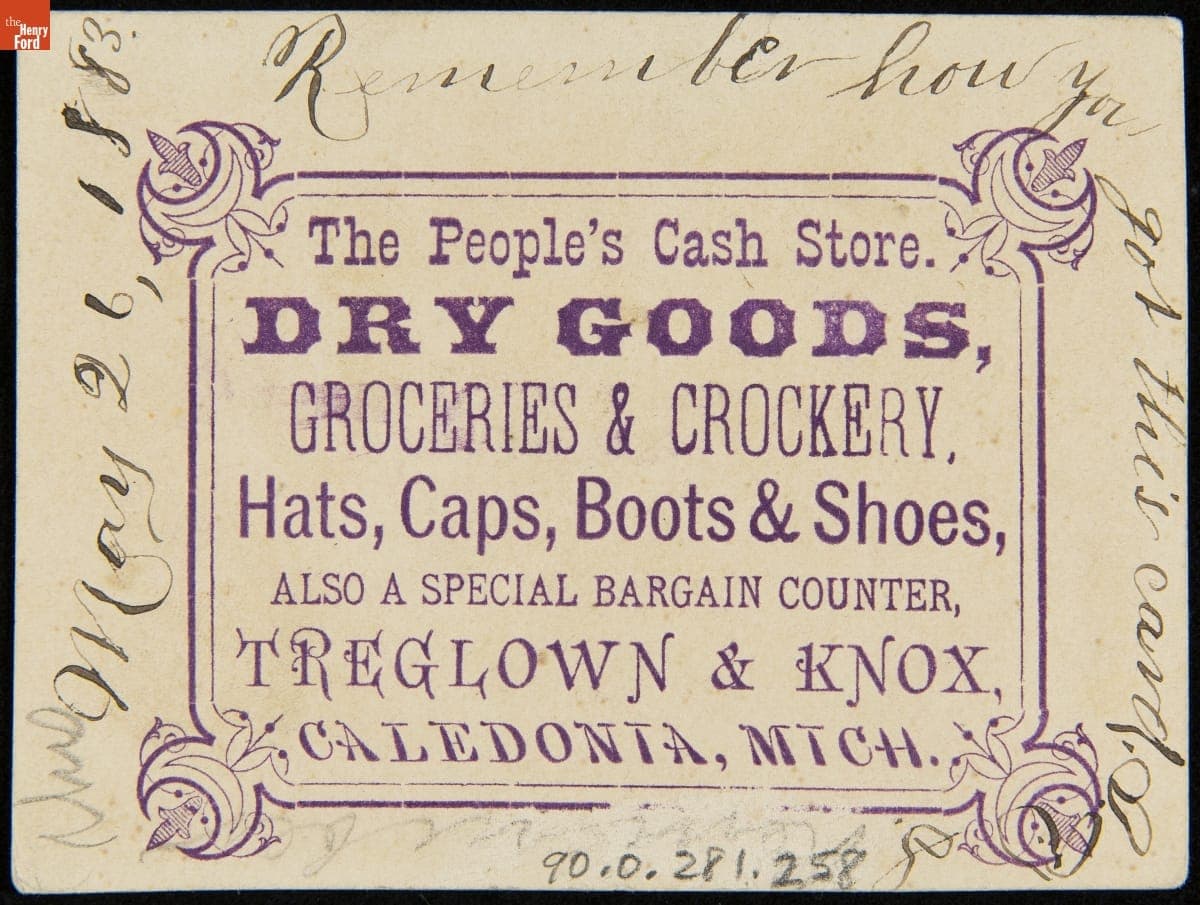 the
Henry
Ford
Remember how you
got this card.
May 26, 1883.
The People's Cash Store.
DRY GOODS,
GROCERIES & CROCKERY,
Hats, Caps, Boots & Shoes,
ALSO A SPECIAL BARGAIN COUNTER,
TREGLOWN & KNOX,
CALEDONIA, MICH.
90.0.281.258